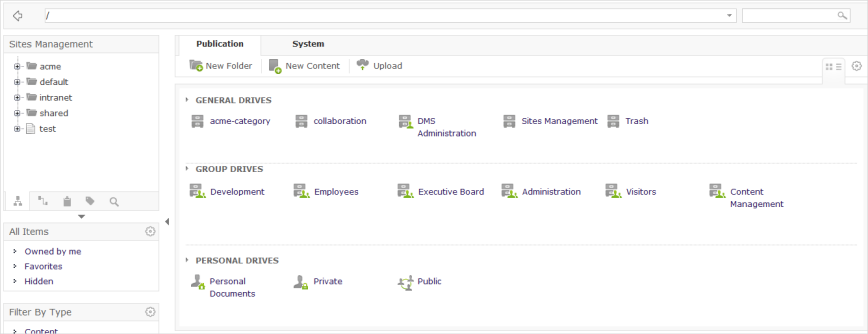 /
Sites Management
acme
default
intranet
shared
test
All Items
Owned by me
Favorites
Hidden
Filter By Type
Content
Publication System
New Folder New Content Upload
GENERAL DRIVES
acme-category collaboration DMS Administration Sites Management Trash
GROUP DRIVES
Development Employees Executive Board Administration Visitors Content Management
PERSONAL DRIVES
Personal Documents Private Public